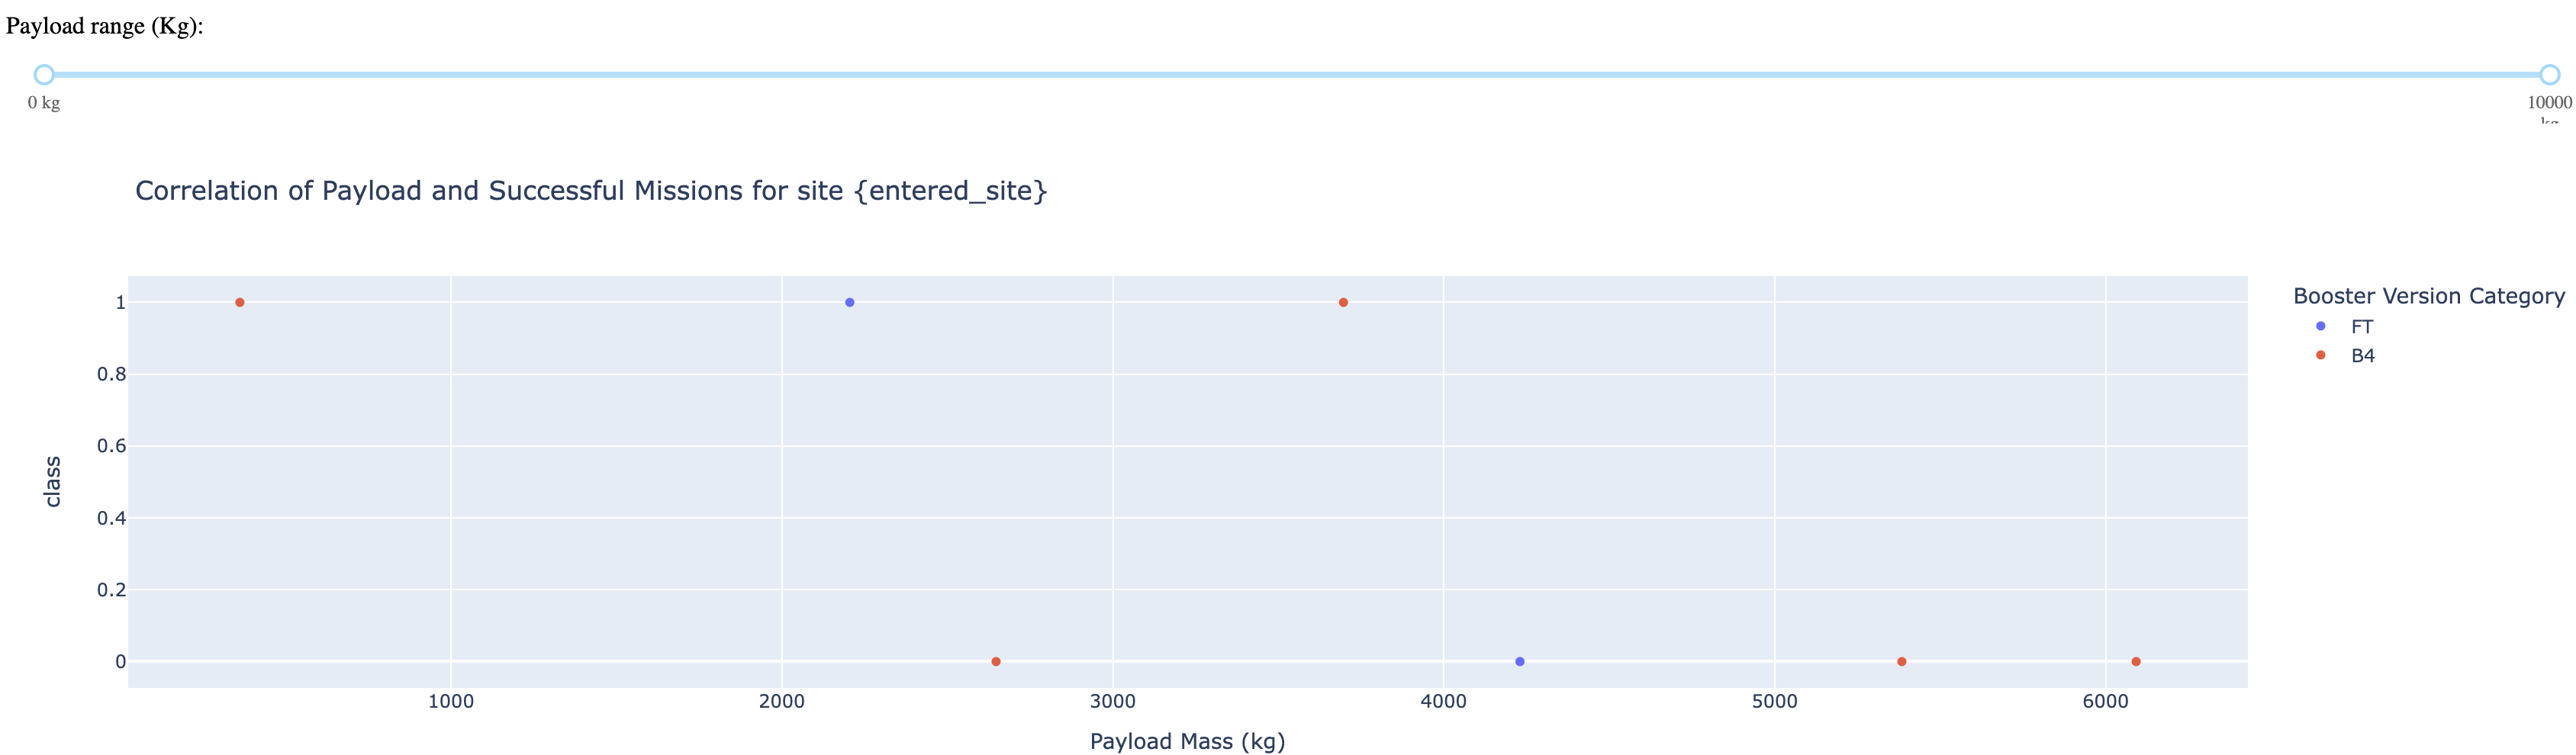 Payload range (Kg):
0 kg
10000
kg
Correlation of Payload and Successful Missions for site {entered_site}
Booster Version Category
FT
B4
class
1
0.8
0.6
0.4
0.2
0
1000
2000
3000
4000
5000
6000
Payload Mass (kg)